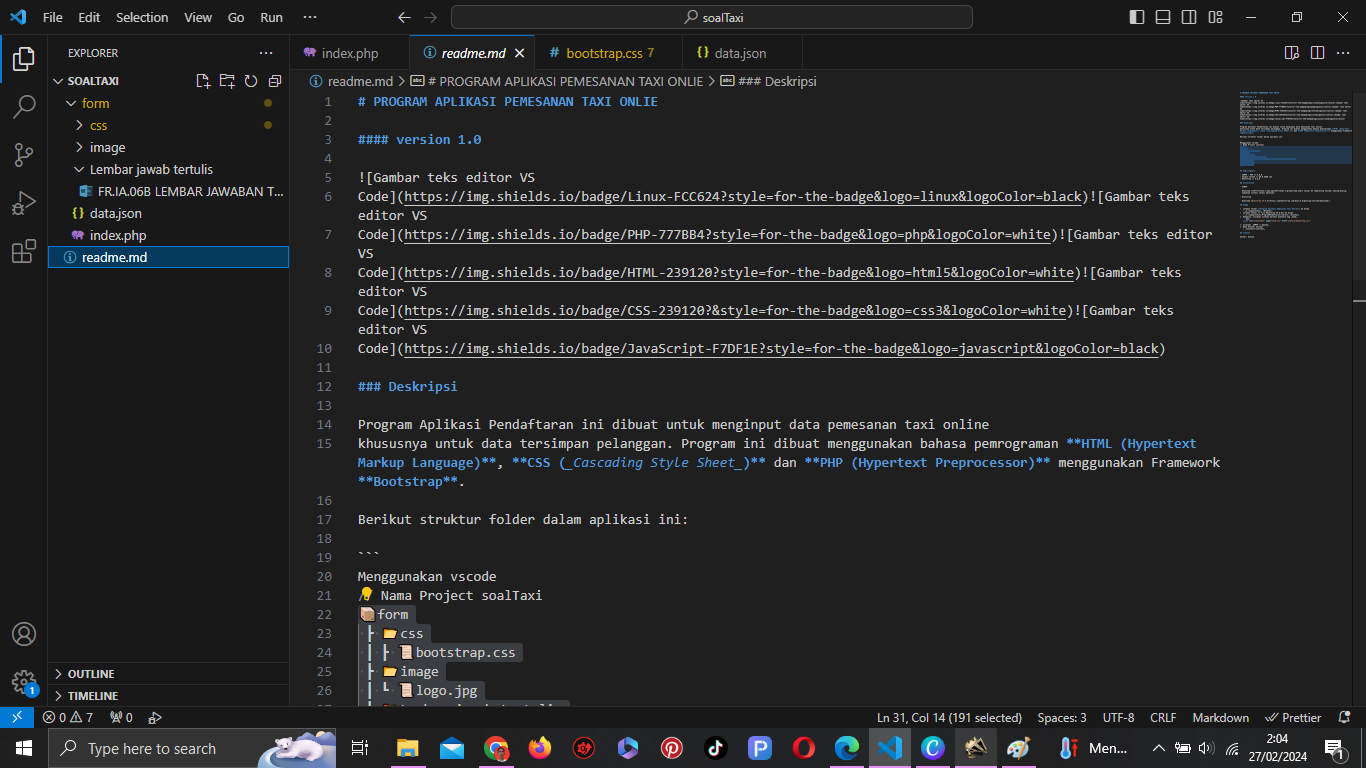 File Edit Selection View Go Run ···
soalTaxi
EXPLORER
index.php
readme.md
bootstrap.css 7
data.json
SOALTAXI
readme.md > # PROGRAM APLIKASI PEMESANAN TAXI ONLIE > ### Deskripsi
form
css
image
Lembar jawab tertulis
FR.IA.06B LEMBAR JAWABAN T...
data.json
index.php
readme.md
1 # PROGRAM APLIKASI PEMESANAN TAXI ONLIE
2
3 #### version 1.0
4
5 ![Gambar teks editor VS
6 Code](https://img.shields.io/badge/Linux-FCC624?style=for-the-badge&logo=linux&logoColor=black)![Gambar teks
editor VS
7 Code](https://img.shields.io/badge/PHP-777BB4?style=for-the-badge&logo=php&logoColor=white)![Gambar teks editor
VS
8 Code](https://img.shields.io/badge/HTML-239120?style=for-the-badge&logo=html5&logoColor=white)![Gambar teks
editor VS
9 Code](https://img.shields.io/badge/CSS-239120?&style=for-the-badge&logo=css3&logoColor=white)![Gambar teks
editor VS
10 Code](https://img.shields.io/badge/JavaScript-F7DF1E?style=for-the-badge&logo=javascript&logoColor=black)
11
12 ### Deskripsi
13
14 Program Aplikasi Pendaftaran ini dibuat untuk menginput data pemesanan taxi online
15 khususnya untuk data tersimpan pelanggan. Program ini dibuat menggunakan bahasa pemrograman **HTML (Hypertext
Markup Language)**, **CSS (_Cascading Style Sheet_)** dan **PHP (Hypertext Preprocessor)** menggunakan Framework
**Bootstrap**.
16
17 Berikut struktur folder dalam aplikasi ini:
18
19 ```
20 Menggunakan vscode
21 Nama Project soalTaxi
22 form
23 css
24 bootstrap.css
25 image
26 logo.jpg
OUTLINE
TIMELINE
0 7 0
Ln 31, Col 14 (191 selected) Spaces: 3 UTF-8 CRLF Markdown Prettier
Type here to search
Men...
2:04
27/02/2024